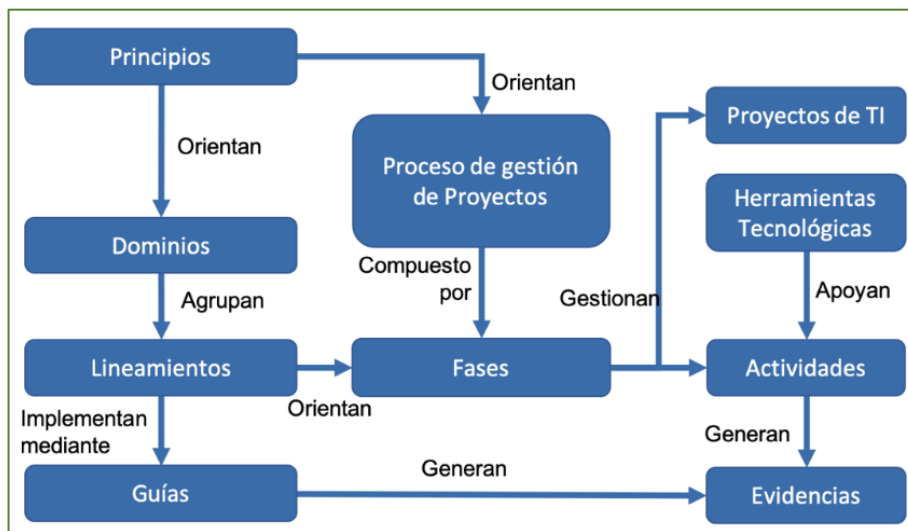 Principios
Orientan
Proyectos de TI
Orientan
Proceso de gestión
de Proyectos
Herramientas
Tecnológicas
Dominios
Compuesto
por
Gestionan
Apoyan
Agrupan
Lineamientos
Orientan
Fases
Actividades
Implementan
mediante
Generan
Generan
Guías
Evidencias